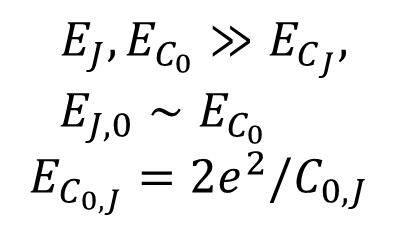 E_J, E_{C_0} ≫ E_{C_J},
E_{J,0} ~ E_{C_0}
E_{C_{0,J}} = 2e^2/C_{0,J}